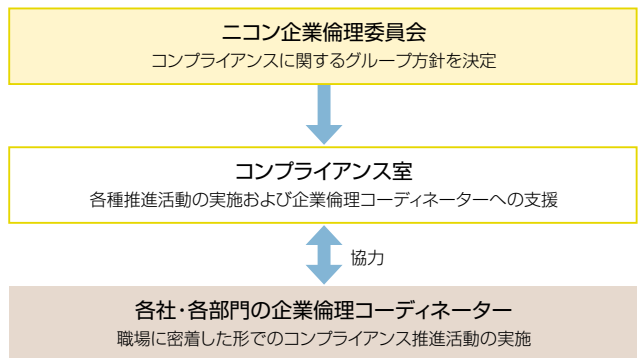 ニコン企業倫理委員会
コンプライアンスに関するグループ方針を決定
コンプライアンス室
各種推進活動の実施および企業倫理コーディネーターへの支援
協力
各社・各部門の企業倫理コーディネーター
職場に密着した形でのコンプライアンス推進活動の実施